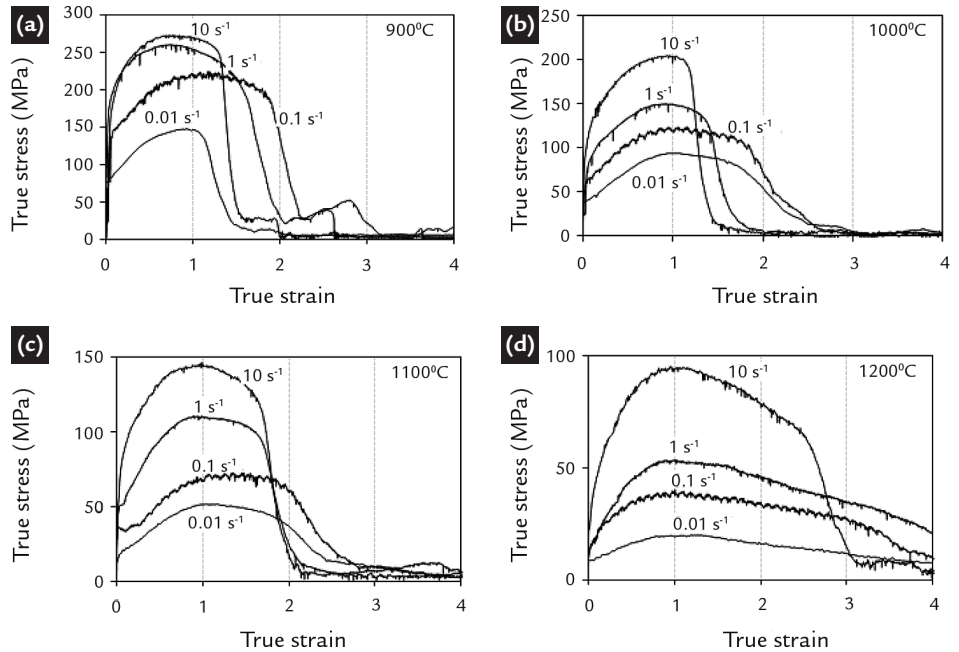 (a)
900⁰C
True stress (MPa)
300
250
200
150
100
50
0
10 s⁻¹
1 s⁻¹
0.1 s⁻¹
0.01 s⁻¹
0 1 2 3 4
True strain
(b)
1000⁰C
True stress (MPa)
250
200
150
100
50
0
10 s⁻¹
1 s⁻¹
0.1 s⁻¹
0.01 s⁻¹
0 1 2 3 4
True strain
(c)
1100⁰C
True stress (MPa)
150
100
50
0
10 s⁻¹
1 s⁻¹
0.1 s⁻¹
0.01 s⁻¹
0 1 2 3 4
True strain
(d)
1200⁰C
True stress (MPa)
100
50
0
10 s⁻¹
1 s⁻¹
0.1 s⁻¹
0.01 s⁻¹
0 1 2 3 4
True strain